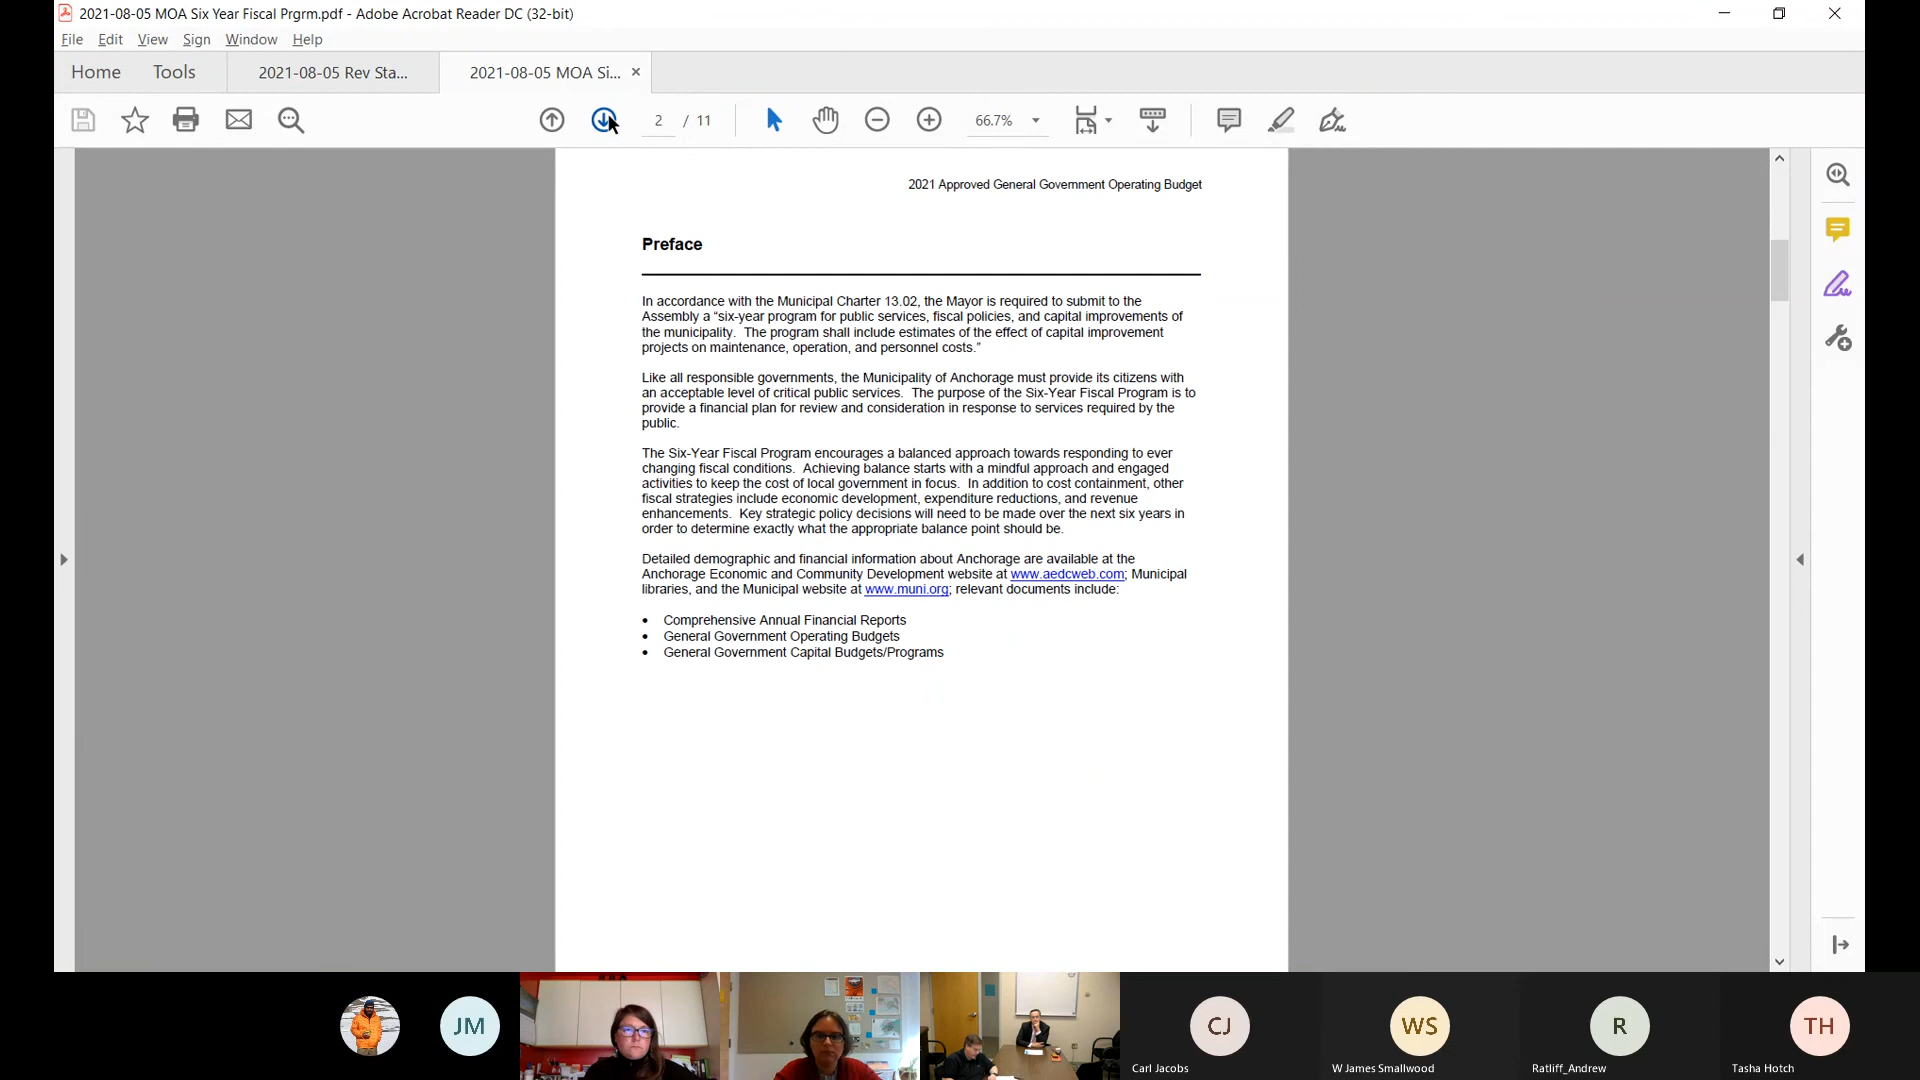 2021-08-05 MOA Six Year Fiscal Prgrm.pdf - Adobe Acrobat Reader DC (32-bit)
File Edit View Sign Window Help
Home Tools 2021-08-05 Rev Sta... 2021-08-05 MOA Si...
2 / 11 66.7%
2021 Approved General Government Operating Budget
Preface
In accordance with the Municipal Charter 13.02, the Mayor is required to submit to the
Assembly a “six-year program for public services, fiscal policies, and capital improvements of
the municipality. The program shall include estimates of the effect of capital improvement
projects on maintenance, operation, and personnel costs.”
Like all responsible governments, the Municipality of Anchorage must provide its citizens with
an acceptable level of critical public services. The purpose of the Six-Year Fiscal Program is to
provide a financial plan for review and consideration in response to services required by the
public.
The Six-Year Fiscal Program encourages a balanced approach towards responding to ever
changing fiscal conditions. Achieving balance starts with a mindful approach and engaged
activities to keep the cost of local government in focus. In addition to cost containment, other
fiscal strategies include economic development, expenditure reductions, and revenue
enhancements. Key strategic policy decisions will need to be made over the next six years in
order to determine exactly what the appropriate balance point should be.
Detailed demographic and financial information about Anchorage are available at the
Anchorage Economic and Community Development website at www.aedcweb.com; Municipal
libraries, and the Municipal website at www.muni.org; relevant documents include:
• Comprehensive Annual Financial Reports
• General Government Operating Budgets
• General Government Capital Budgets/Programs
JM CJ WS R TH
Carl Jacobs W James Smallwood Ratliff_Andrew Tasha Hotch